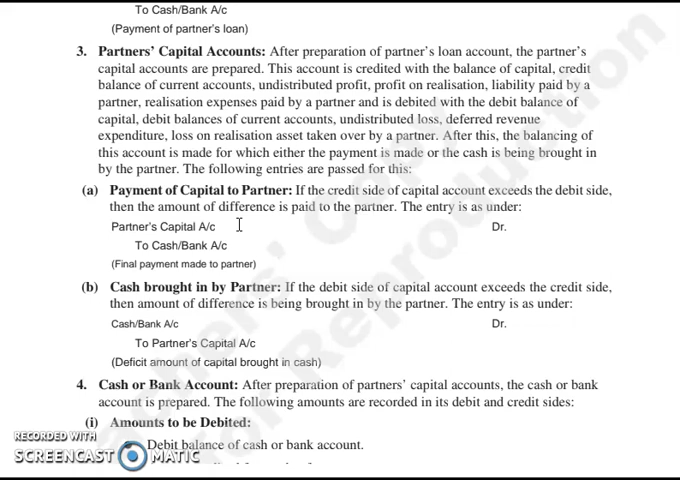 To Cash/Bank A/c
(Payment of partner's loan)
3. Partners' Capital Accounts: After preparation of partner's loan account, the partner's
capital accounts are prepared. This account is credited with the balance of capital, credit
balance of current accounts, undistributed profit, profit on realisation, liability paid by a
partner, realisation expenses paid by a partner and is debited with the debit balance of
capital, debit balances of current accounts, undistributed loss, deferred revenue
expenditure, loss on realisation asset taken over by a partner. After this, the balancing of
this account is made for which either the payment is made or the cash is being brought in
by the partner. The following entries are passed for this:
(a) Payment of Capital to Partner: If the credit side of capital account exceeds the debit side,
then the amount of difference is paid to the partner. The entry is as under:
Partner's Capital A/c Dr.
To Cash/Bank A/c
(Final payment made to partner)
(b) Cash brought in by Partner: If the debit side of capital account exceeds the credit side,
then amount of difference is being brought in by the partner. The entry is as under:
Cash/Bank A/c Dr.
To Partner's Capital A/c
(Deficit amount of capital brought in cash)
4. Cash or Bank Account: After preparation of partners' capital accounts, the cash or bank
account is prepared. The following amounts are recorded in its debit and credit sides:
(i) Amounts to be Debited:
Debit balance of cash or bank account.
RECORDED WITH
SCREENCAST MATIC